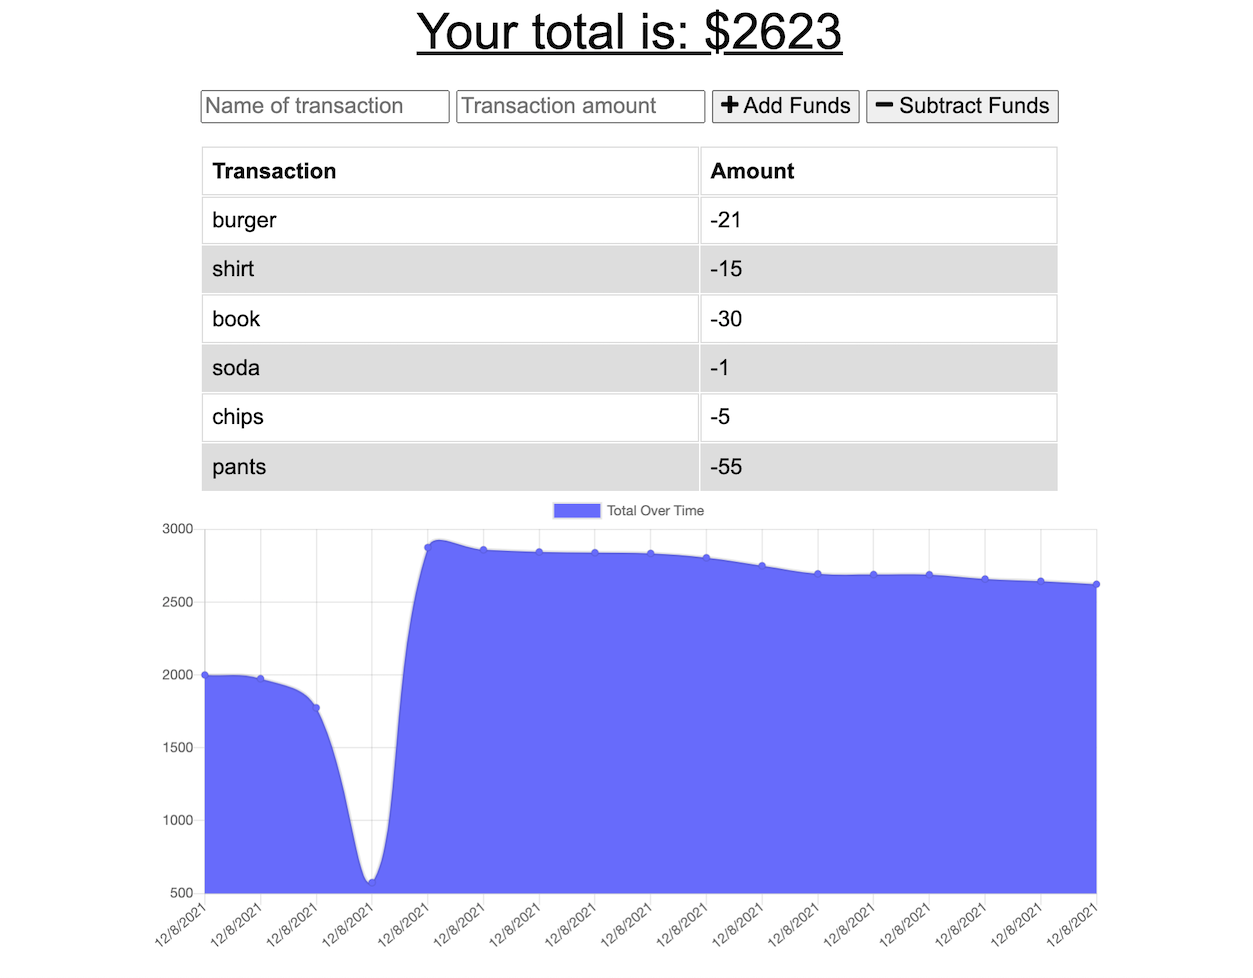 Your total is: $2623
Name of transaction Transaction amount Add Funds Subtract Funds
Transaction Amount
burger -21
shirt -15
book -30
soda -1
chips -5
pants -55
Total Over Time
3000
2500
2000
1500
1000
500
12/8/2021 12/8/2021 12/8/2021 12/8/2021 12/8/2021 12/8/2021 12/8/2021 12/8/2021 12/8/2021 12/8/2021 12/8/2021 12/8/2021 12/8/2021 12/8/2021 12/8/2021 12/8/2021 12/8/2021